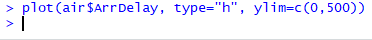 > plot(air$ArrDelay, type="h", ylim=c(0,500))
>